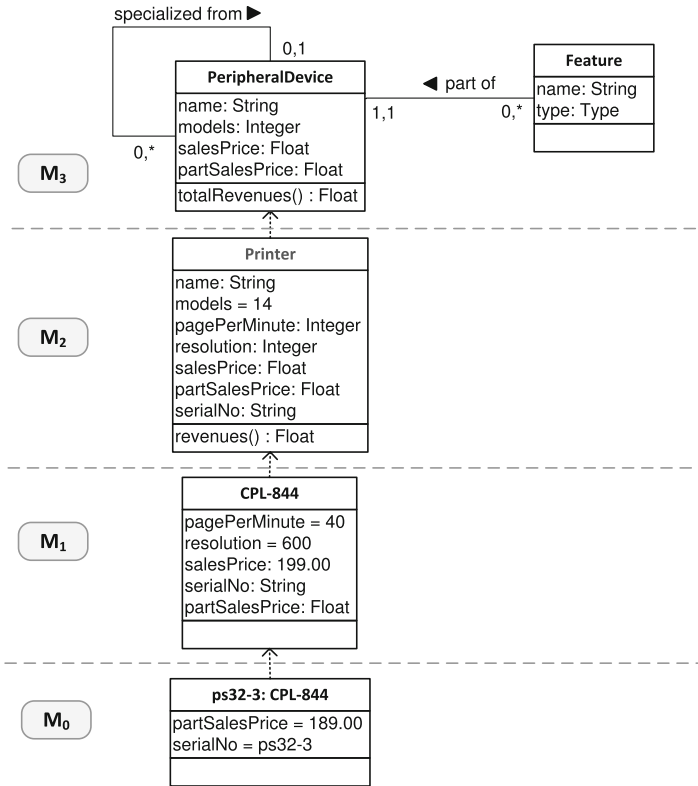 specialized from ►
0,1
PeripheralDevice
name: String
models: Integer
salesPrice: Float
partSalesPrice: Float
totalRevenues() : Float
◄ part of
1,1
0,*
Feature
name: String
type: Type
0,*
M₃
Printer
name: String
models = 14
pagePerMinute: Integer
resolution: Integer
salesPrice: Float
partSalesPrice: Float
serialNo: String
revenues() : Float
M₂
CPL-844
pagePerMinute = 40
resolution = 600
salesPrice: 199.00
serialNo: String
partSalesPrice: Float
M₁
ps32-3: CPL-844
partSalesPrice = 189.00
serialNo = ps32-3
M₀